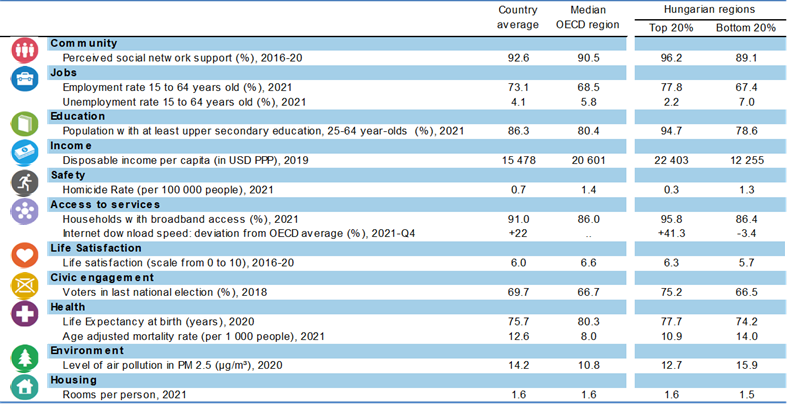 Country average Median OECD region Hungarian regions
Top 20% Bottom 20%
Community
Perceived social network support (%), 2016-20 92.6 90.5 96.2 89.1
Jobs
Employment rate 15 to 64 years old (%), 2021 73.1 68.5 77.8 67.4
Unemployment rate 15 to 64 years old (%), 2021 4.1 5.8 2.2 7.0
Education
Population with at least upper secondary education, 25-64 year-olds (%), 2021 86.3 80.4 94.7 78.6
Income
Disposable income per capita (in USD PPP), 2019 15 478 20 601 22 403 12 255
Safety
Homicide Rate (per 100 000 people), 2021 0.7 1.4 0.3 1.3
Access to services
Households with broadband access (%), 2021 91.0 86.0 95.8 86.4
Internet download speed: deviation from OECD average (%), 2021-Q4 +22 .. +41.3 -3.4
Life Satisfaction
Life satisfaction (scale from 0 to 10), 2016-20 6.0 6.6 6.3 5.7
Civic engagement
Voters in last national election (%), 2018 69.7 66.7 75.2 66.5
Health
Life Expectancy at birth (years), 2020 75.7 80.3 77.7 74.2
Age adjusted mortality rate (per 1 000 people), 2021 12.6 8.0 10.9 14.0
Environment
Level of air pollution in PM 2.5 (µg/m³), 2020 14.2 10.8 12.7 15.9
Housing
Rooms per person, 2021 1.6 1.6 1.6 1.5